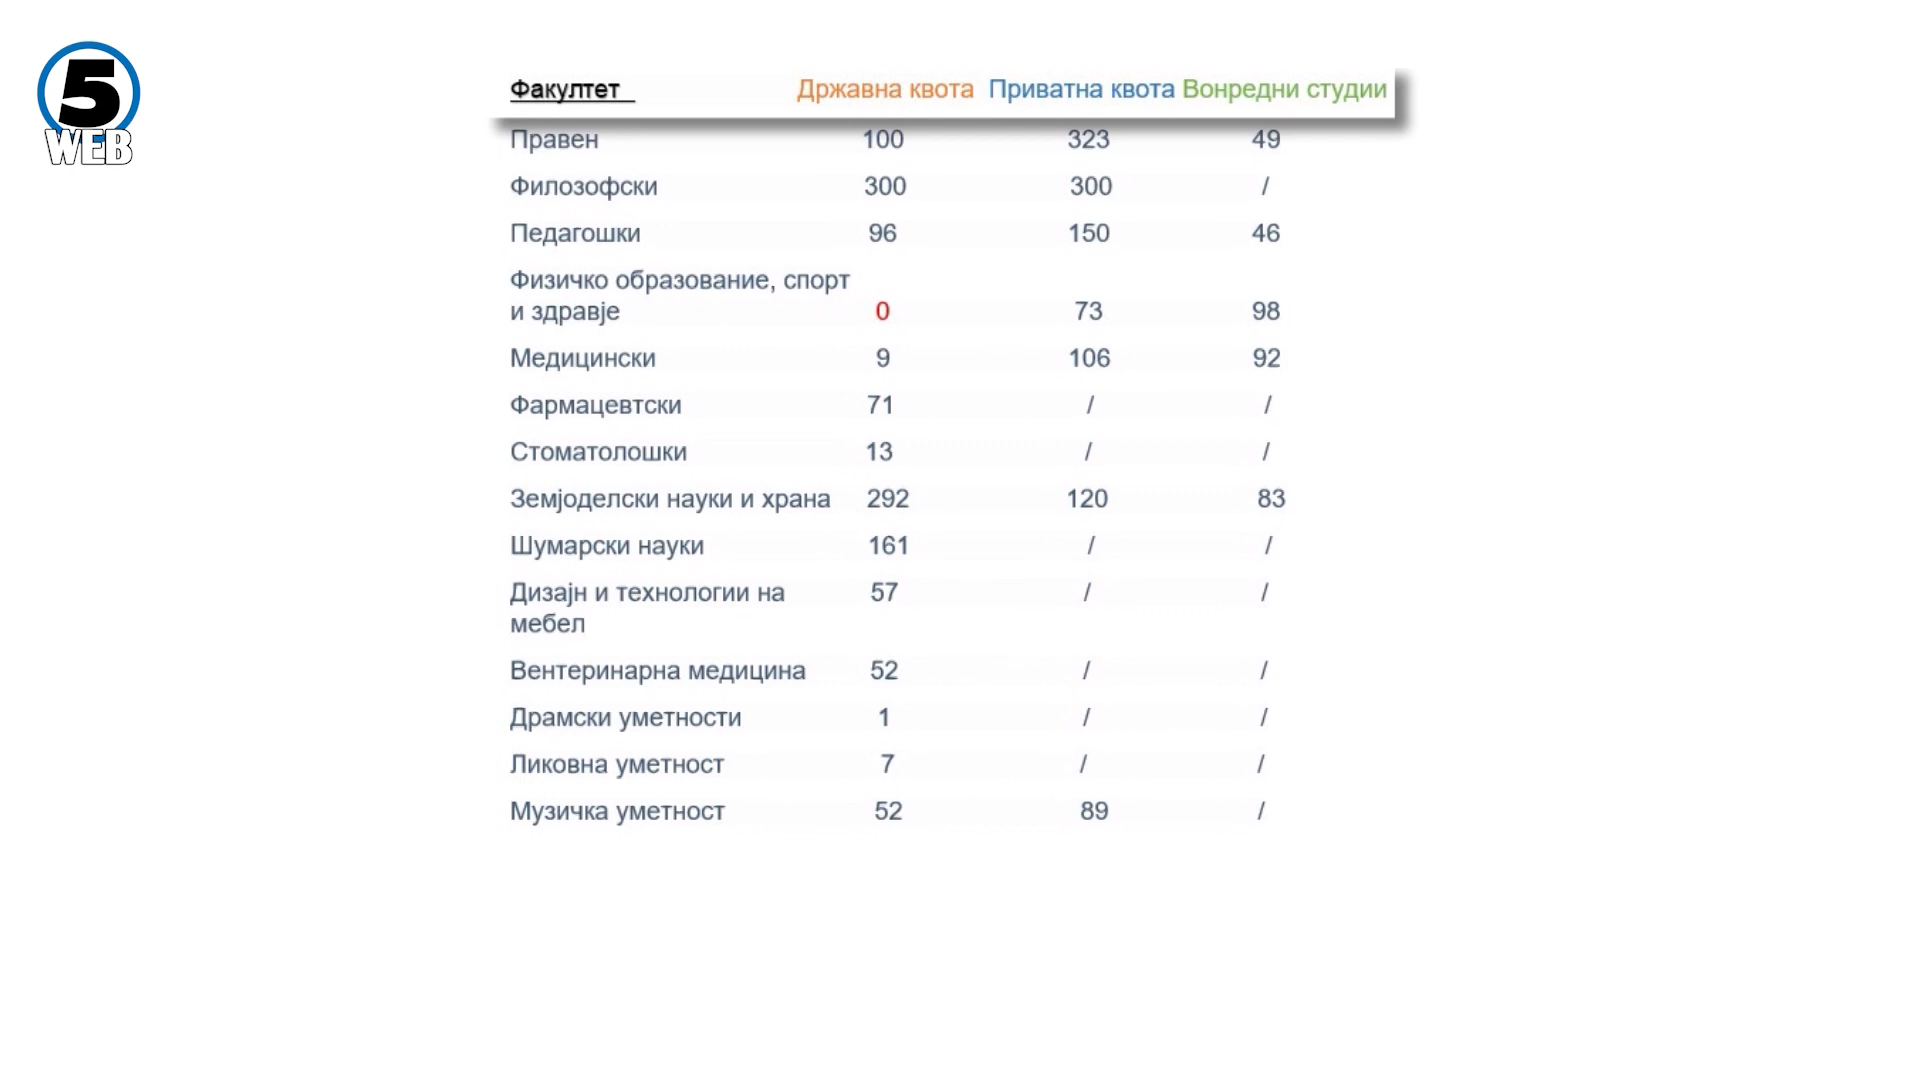 5
WEB
Факултет Државна квота Приватна квота Вонредни студии
Правен 100 323 49
Филозофски 300 300 /
Педагошки 96 150 46
Физичко образование, спорт
и здравје 0 73 98
Медицински 9 106 92
Фармацевтски 71 / /
Стоматолошки 13 / /
Земјоделски науки и храна 292 120 83
Шумарски науки 161 / /
Дизајн и технологии на 57 / /
мебел
Вентеринарна медицина 52 / /
Драмски уметности 1 / /
Ликовна уметност 7 / /
Музичка уметност 52 89 /